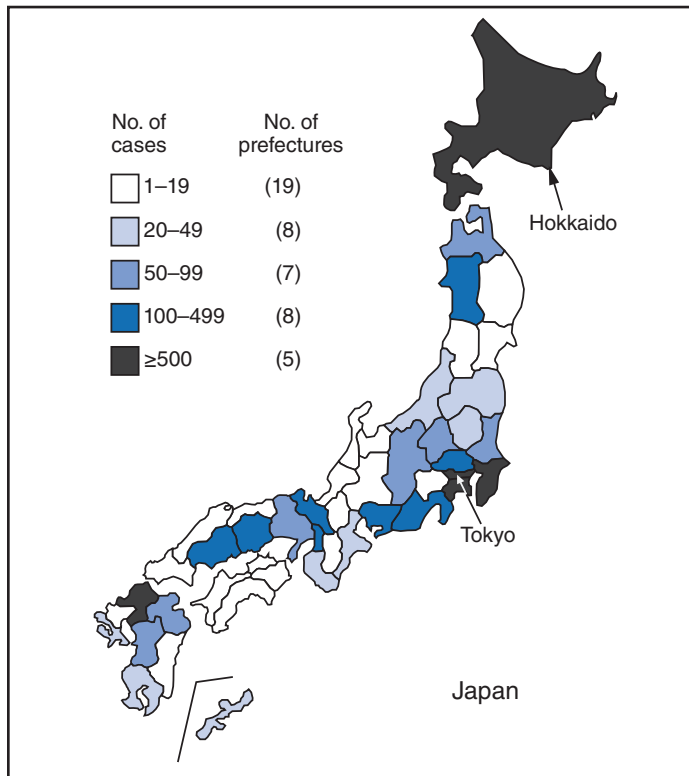 No. of No. of
cases prefectures
1–19 (19)
20–49 (8)
50–99 (7)
100–499 (8)
≥500 (5)
Hokkaido
Tokyo
Japan